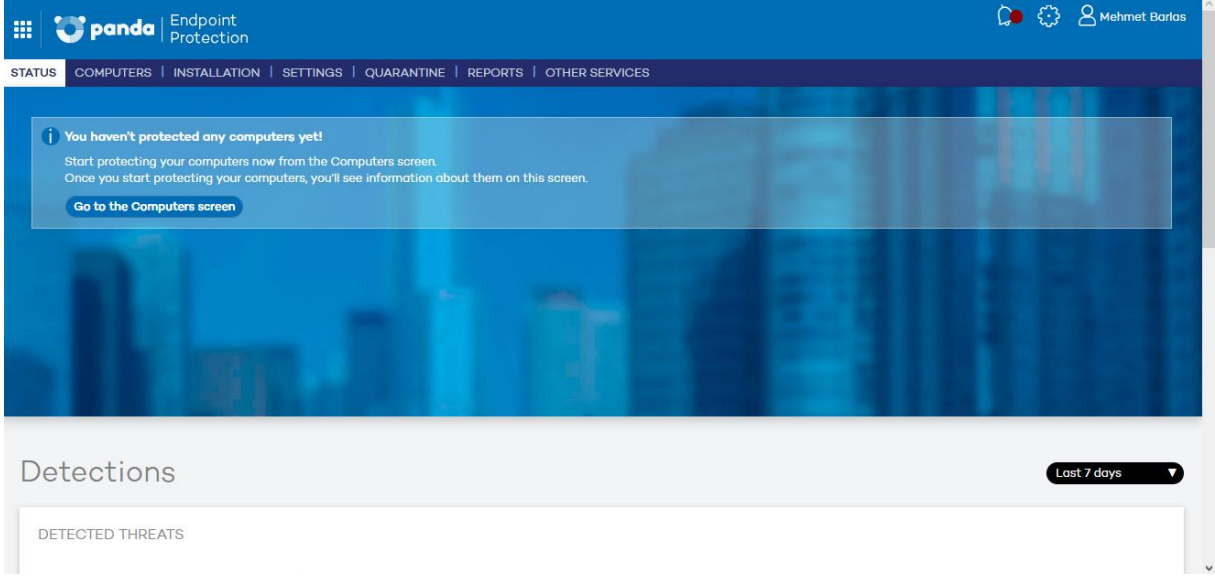 panda
Endpoint
Protection
Mehmet Barlas
STATUS COMPUTERS | INSTALLATION | SETTINGS | QUARANTINE | REPORTS | OTHER SERVICES
You haven't protected any computers yet!
Start protecting your computers now from the Computers screen.
Once you start protecting your computers, you'll see information about them on this screen.
Go to the Computers screen
Detections
Last 7 days
DETECTED THREATS